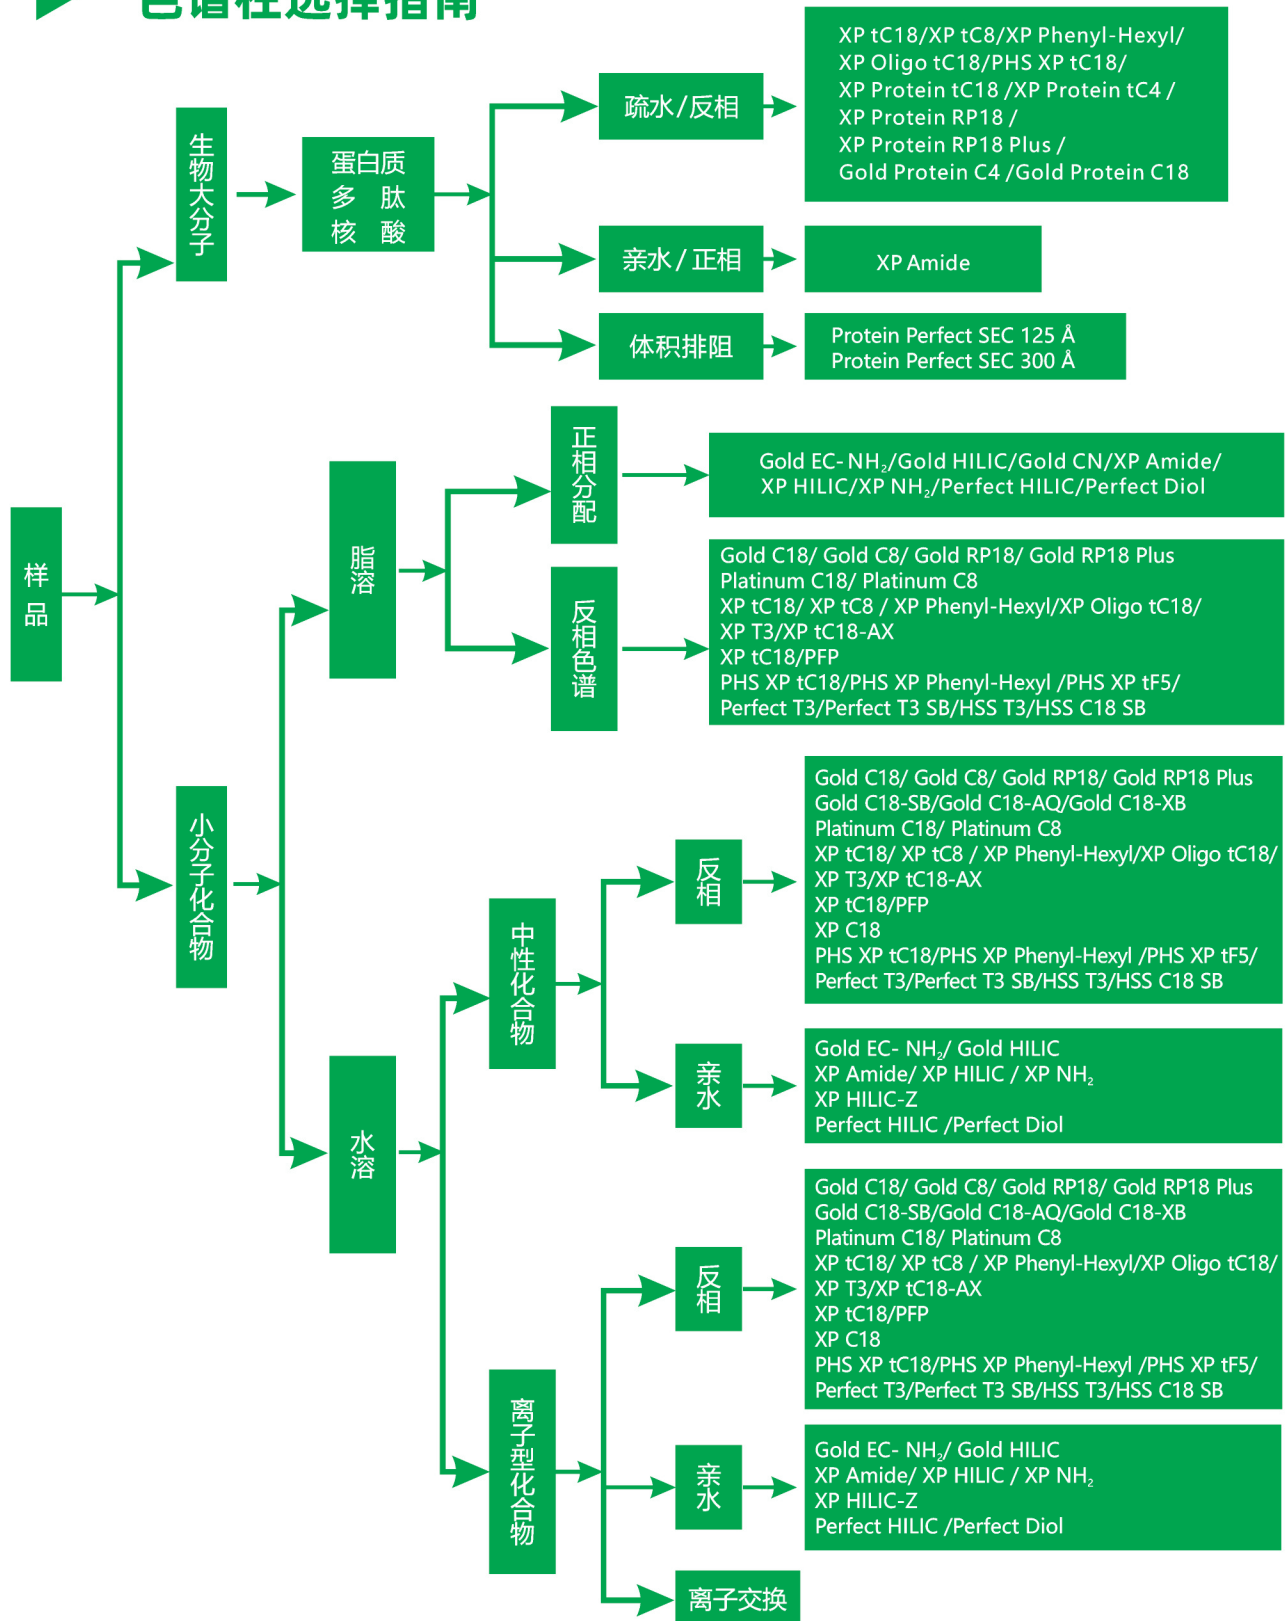 色谱柱选择指南
样
品
生物大分子
蛋白质
多 肽
核 酸
疏水/反相
XP tC18/XP tC8/XP Phenyl-Hexyl/
XP Oligo tC18/PHS XP tC18/
XP Protein tC18 /XP Protein tC4 /
XP Protein RP18 /
XP Protein RP18 Plus /
Gold Protein C4 /Gold Protein C18
亲水/正相
XP Amide
体积排阻
Protein Perfect SEC 125 Å
Protein Perfect SEC 300 Å
小分子化合物
脂溶
正相分配
Gold EC- NH₂/Gold HILIC/Gold CN/XP Amide/
XP HILIC/XP NH₂/Perfect HILIC/Perfect Diol
反相色谱
Gold C18/ Gold C8/ Gold RP18/ Gold RP18 Plus
Platinum C18/ Platinum C8
XP tC18/ XP tC8 / XP Phenyl-Hexyl/XP Oligo tC18/
XP T3/XP tC18-AX
XP tC18/PFP
PHS XP tC18/PHS XP Phenyl-Hexyl /PHS XP tF5/
Perfect T3/Perfect T3 SB/HSS T3/HSS C18 SB
水溶
中性化合物
反相
Gold C18/ Gold C8/ Gold RP18/ Gold RP18 Plus
Gold C18-SB/Gold C18-AQ/Gold C18-XB
Platinum C18/ Platinum C8
XP tC18/ XP tC8 / XP Phenyl-Hexyl/XP Oligo tC18/
XP T3/XP tC18-AX
XP tC18/PFP
XP C18
PHS XP tC18/PHS XP Phenyl-Hexyl /PHS XP tF5/
Perfect T3/Perfect T3 SB/HSS T3/HSS C18 SB
亲水
Gold EC- NH₂/ Gold HILIC
XP Amide/ XP HILIC / XP NH₂
XP HILIC-Z
Perfect HILIC /Perfect Diol
离子型化合物
反相
Gold C18/ Gold C8/ Gold RP18/ Gold RP18 Plus
Gold C18-SB/Gold C18-AQ/Gold C18-XB
Platinum C18/ Platinum C8
XP tC18/ XP tC8 / XP Phenyl-Hexyl/XP Oligo tC18/
XP T3/XP tC18-AX
XP tC18/PFP
XP C18
PHS XP tC18/PHS XP Phenyl-Hexyl /PHS XP tF5/
Perfect T3/Perfect T3 SB/HSS T3/HSS C18 SB
亲水
Gold EC- NH₂/ Gold HILIC
XP Amide/ XP HILIC / XP NH₂
XP HILIC-Z
Perfect HILIC /Perfect Diol
离子交换